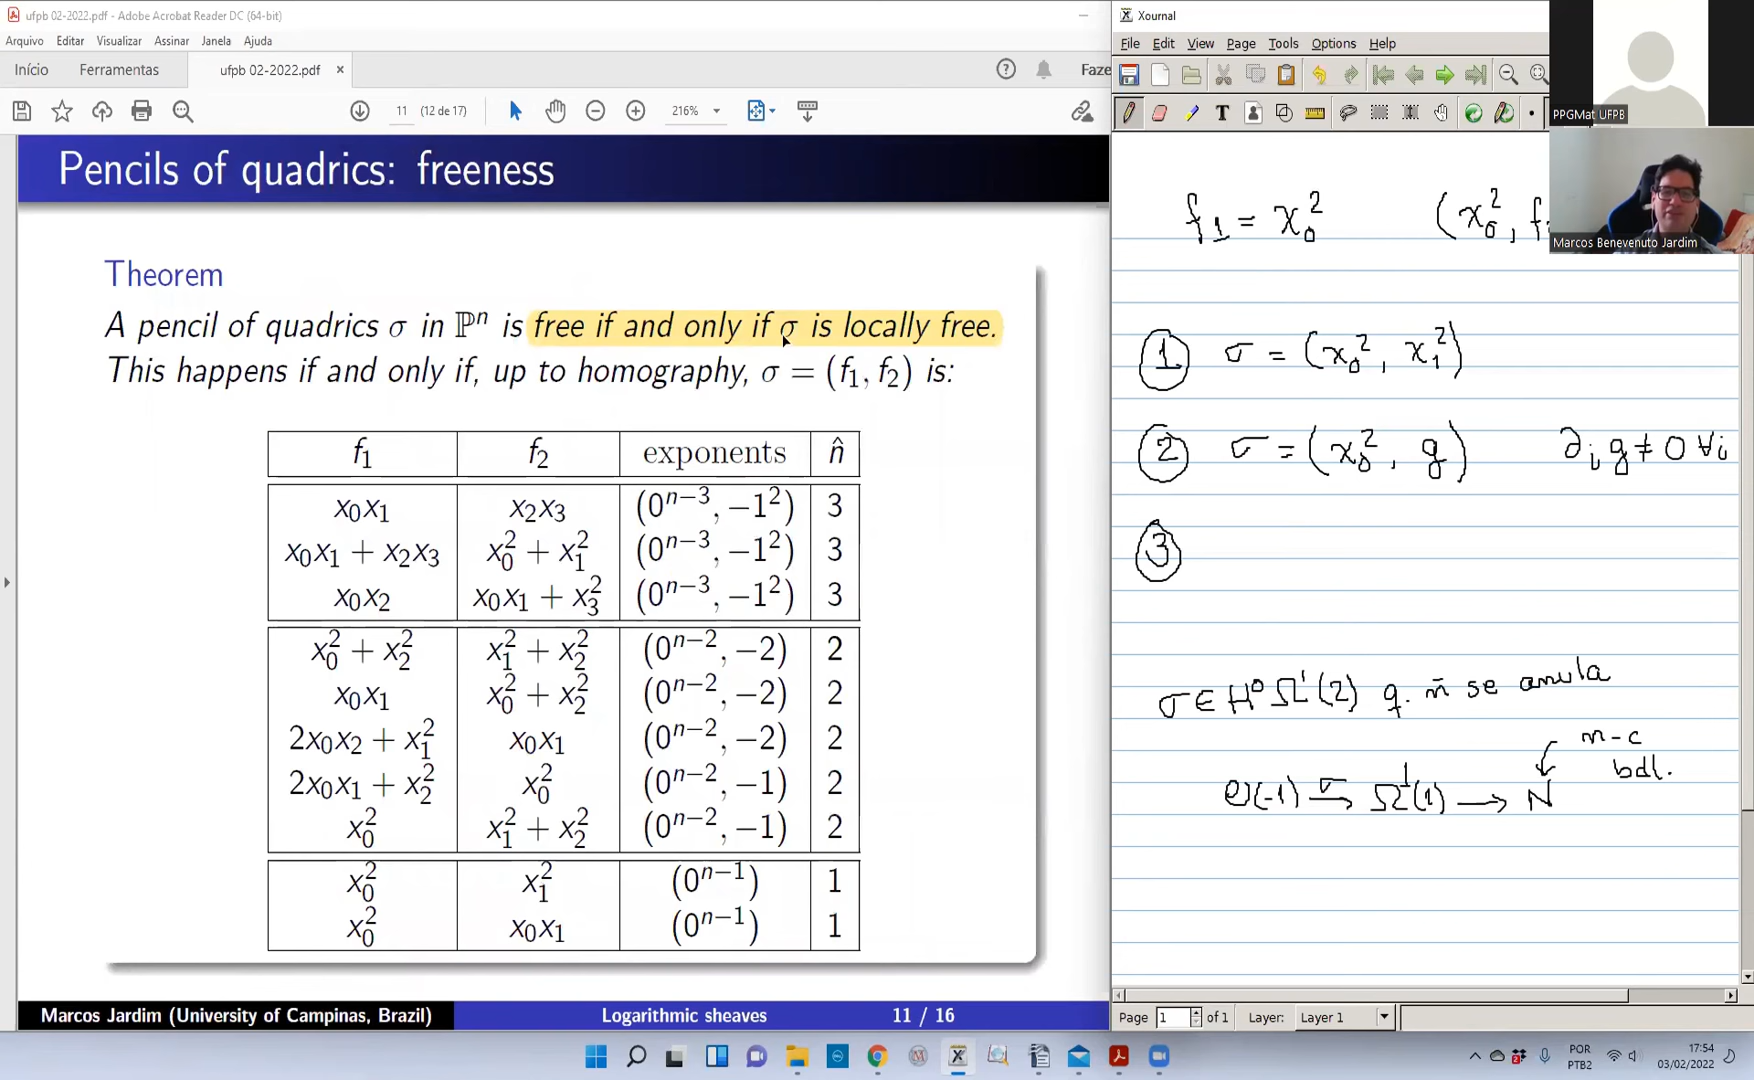 ufpb 02-2022.pdf - Adobe Acrobat Reader DC (64-bit)
Arquivo Editar Visualizar Assinar Janela Ajuda
Início Ferramentas ufpb 02-2022.pdf × Faze
11 (12 de 17) 216%
Pencils of quadrics: freeness
Theorem
A pencil of quadrics σ in ℙⁿ is free if and only if σ is locally free.
This happens if and only if, up to homography, σ = (f₁, f₂) is:
f₁ f₂ exponents n̂
x₀x₁ x₂x₃ (0ⁿ⁻³, −1²) 3
x₀x₁ + x₂x₃ x₀² + x₁² (0ⁿ⁻³, −1²) 3
x₀x₂ x₀x₁ + x₃² (0ⁿ⁻³, −1²) 3
x₀² + x₂² x₁² + x₂² (0ⁿ⁻², −2) 2
x₀x₁ x₀² + x₂² (0ⁿ⁻², −2) 2
2x₀x₂ + x₁² x₀x₁ (0ⁿ⁻², −2) 2
2x₀x₁ + x₂² x₀² (0ⁿ⁻², −1) 2
x₀² x₁² + x₂² (0ⁿ⁻², −1) 2
x₀² x₁² (0ⁿ⁻¹) 1
x₀² x₀x₁ (0ⁿ⁻¹) 1
Marcos Jardim (University of Campinas, Brazil) Logarithmic sheaves 11 / 16
Xournal
File Edit View Page Tools Options Help
PPGMat UFPB
Marcos Benevenuto Jardim
f₁ = x₀² (x₀², f
① σ = (x₀², x₁²)
② σ = (x₀², g) ∂ᵢg ≠ 0 ∀i
③
σ ∈ H⁰Ω¹(2) q. ñ se anula
n-c
bdl.
O(-1) σ→ Ω¹(1) → N
Page 1 of 1 Layer: Layer 1
POR
PTB2
17:54
03/02/2022